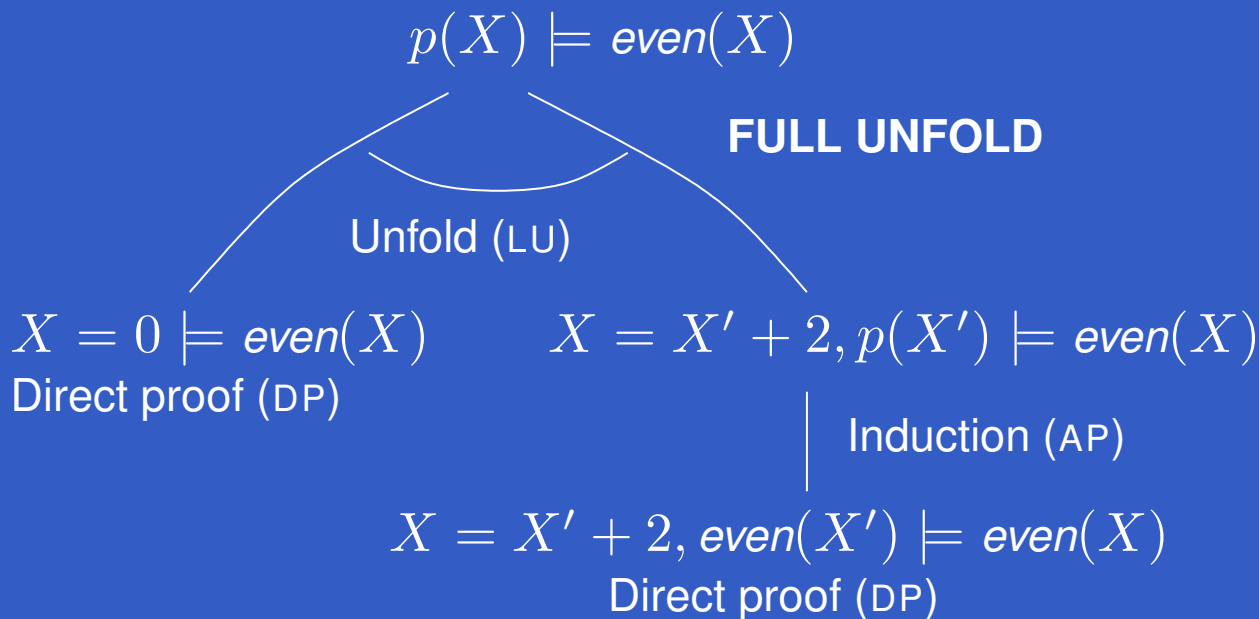 p(X) ⊨ even(X)
FULL UNFOLD
Unfold (LU)
X = 0 ⊨ even(X)
X = X′ + 2, p(X′) ⊨ even(X)
Direct proof (DP)
Induction (AP)
X = X′ + 2, even(X′) ⊨ even(X)
Direct proof (DP)